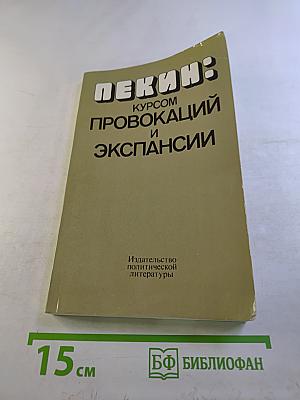 ПЕКИН:
КУРСОМ
ПРОВОКАЦИЙ
И
ЭКСПАНСИИ
Издательство
политической
литературы
15 см
БФ БИБЛИОФАН